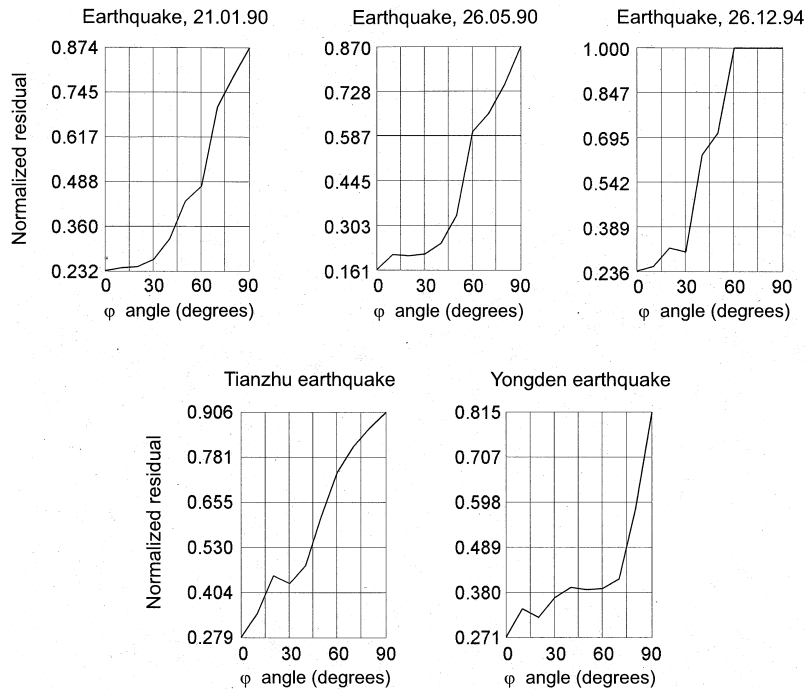 Earthquake, 21.01.90
Earthquake, 26.05.90
Earthquake, 26.12.94
Normalized residual
0.874
0.745
0.617
0.488
0.360
0.232
0 30 60 90
φ angle (degrees)
0.870
0.728
0.587
0.445
0.303
0.161
0 30 60 90
φ angle (degrees)
1.000
0.847
0.695
0.542
0.389
0.236
0 30 60 90
φ angle (degrees)
Tianzhu earthquake
Yongden earthquake
Normalized residual
0.906
0.781
0.655
0.530
0.404
0.279
0 30 60 90
φ angle (degrees)
0.815
0.707
0.598
0.489
0.380
0.271
0 30 60 90
φ angle (degrees)